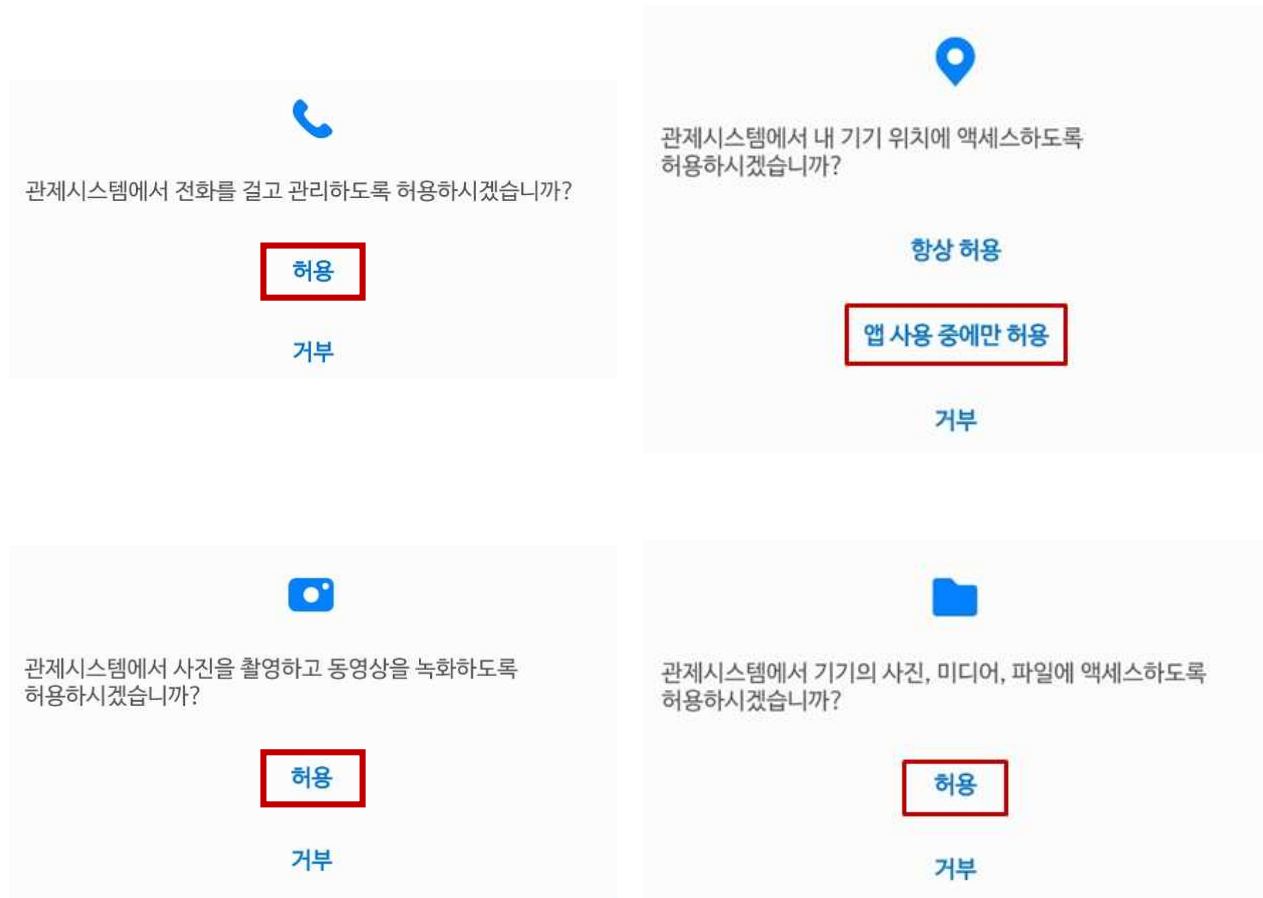 관제시스템에서 전화를 걸고 관리하도록 허용하시겠습니까?
허용
거부
관제시스템에서 내 기기 위치에 액세스하도록
허용하시겠습니까?
항상 허용
앱 사용 중에만 허용
거부
관제시스템에서 사진을 촬영하고 동영상을 녹화하도록
허용하시겠습니까?
허용
거부
관제시스템에서 기기의 사진, 미디어, 파일에 액세스하도록
허용하시겠습니까?
허용
거부